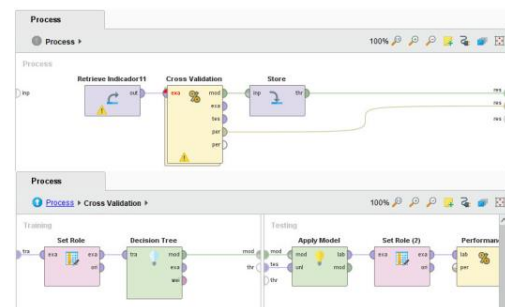 Process
Process
100%
Process
Retrieve Indicador11
Cross Validation
Store
inp
out
exa
mod
exa
tes
per
per
inp
thr
res
res
res
Process
Process
Cross Validation
100%
Training
Testing
Set Role
Decision Tree
Apply Model
Set Role (2)
Performan
tra
exa
exa
ori
tra
mod
exa
wei
mod
thr
mod
tes
thr
mod
lab
unl
mod
exa
exa
ori
lab
per